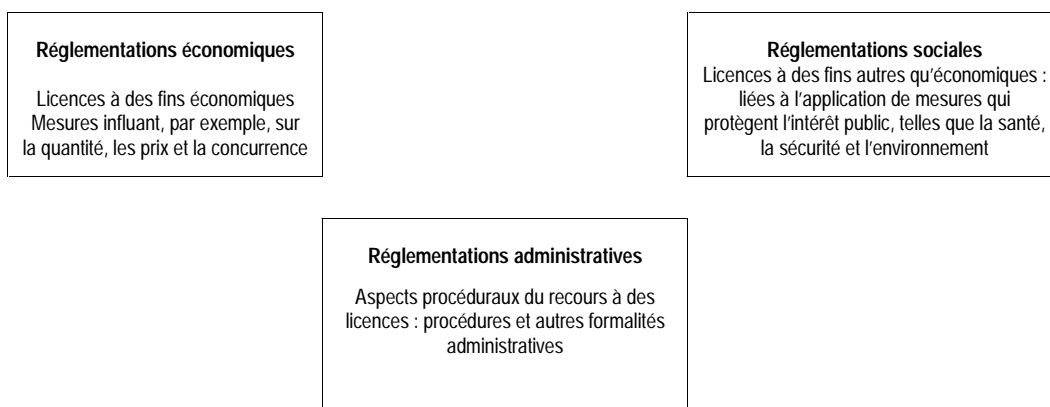 Réglementations économiques
Licences à des fins économiques
Mesures influant, par exemple, sur
la quantité, les prix et la concurrence
Réglementations sociales
Licences à des fins autres qu'économiques :
liées à l'application de mesures qui
protègent l'intérêt public, telles que la santé,
la sécurité et l'environnement
Réglementations administratives
Aspects procéduraux du recours à des
licences : procédures et autres formalités
administratives